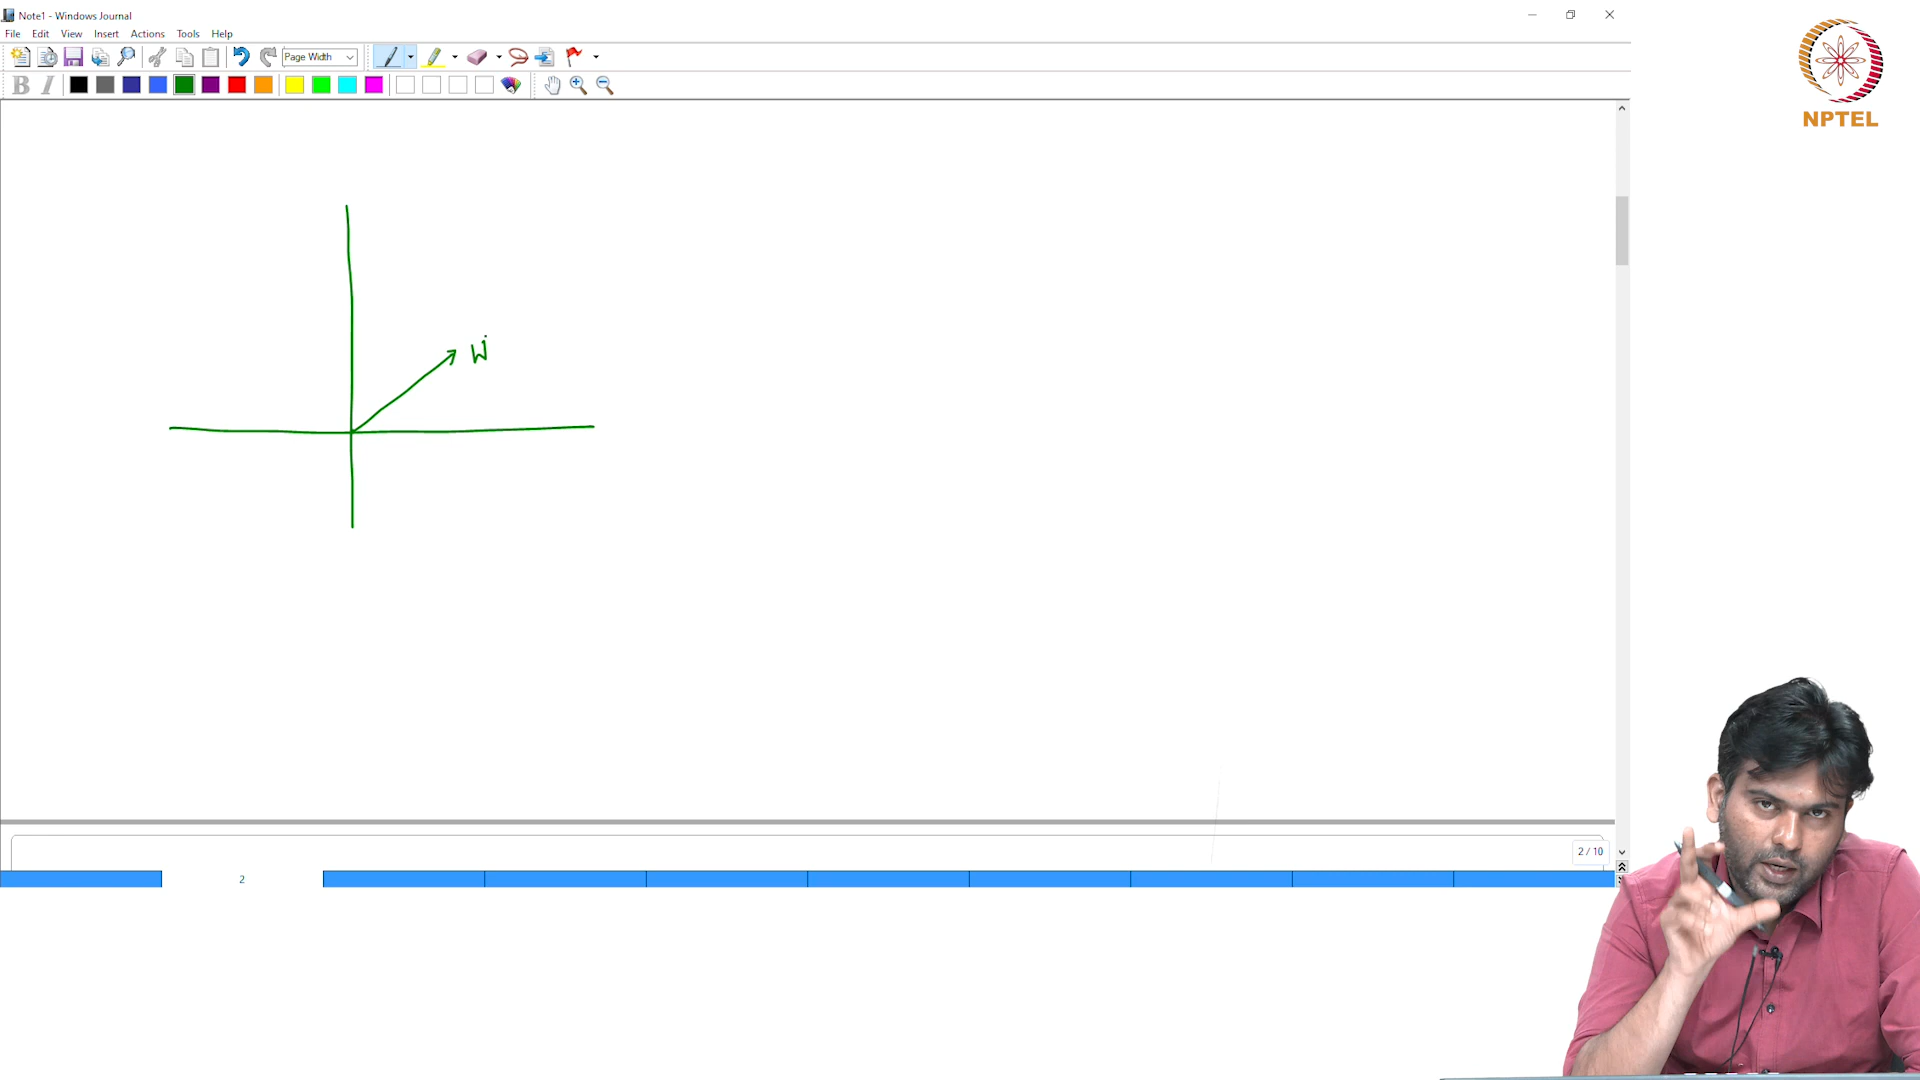 Note1 - Windows Journal
File Edit View Insert Actions Tools Help
Page Width
B I
NPTEL
W
2 / 10
2